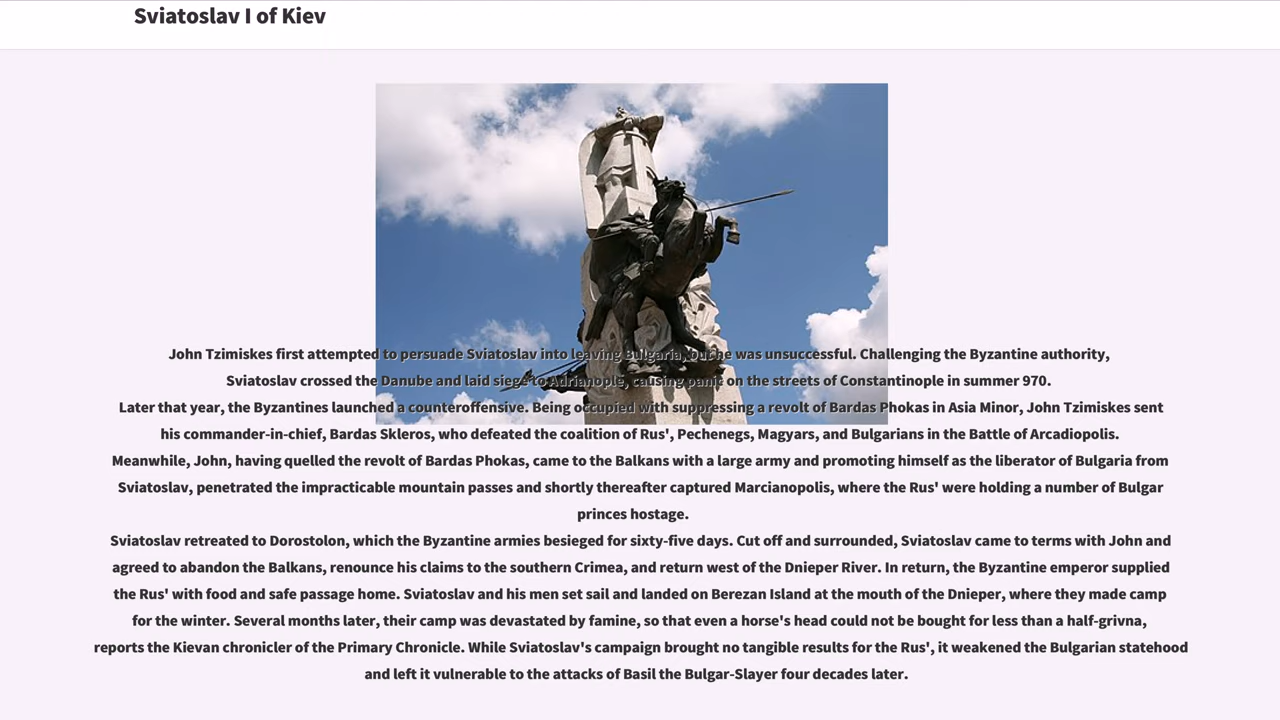 Sviatoslav I of Kiev
John Tzimiskes first attempted to persuade Sviatoslav into leaving Bulgaria, but he was unsuccessful. Challenging the Byzantine authority,
Sviatoslav crossed the Danube and laid siege to Adrianople, causing panic on the streets of Constantinople in summer 970.
Later that year, the Byzantines launched a counteroffensive. Being occupied with suppressing a revolt of Bardas Phokas in Asia Minor, John Tzimiskes sent
his commander-in-chief, Bardas Skleros, who defeated the coalition of Rus', Pechenegs, Magyars, and Bulgarians in the Battle of Arcadiopolis.
Meanwhile, John, having quelled the revolt of Bardas Phokas, came to the Balkans with a large army and promoting himself as the liberator of Bulgaria from
Sviatoslav, penetrated the impracticable mountain passes and shortly thereafter captured Marcianopolis, where the Rus' were holding a number of Bulgar
princes hostage.
Sviatoslav retreated to Dorostolon, which the Byzantine armies besieged for sixty-five days. Cut off and surrounded, Sviatoslav came to terms with John and
agreed to abandon the Balkans, renounce his claims to the southern Crimea, and return west of the Dnieper River. In return, the Byzantine emperor supplied
the Rus' with food and safe passage home. Sviatoslav and his men set sail and landed on Berezan Island at the mouth of the Dnieper, where they made camp
for the winter. Several months later, their camp was devastated by famine, so that even a horse's head could not be bought for less than a half-grivna,
reports the Kievan chronicler of the Primary Chronicle. While Sviatoslav's campaign brought no tangible results for the Rus', it weakened the Bulgarian statehood
and left it vulnerable to the attacks of Basil the Bulgar-Slayer four decades later.